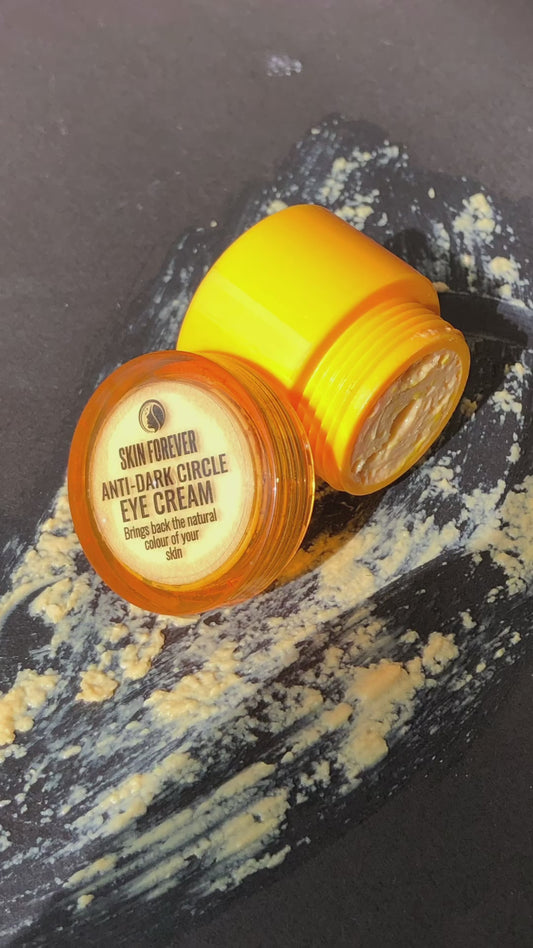 SKIN FOREVER
ANTI-DARK CIRCLE
EYE CREAM
Brings back the natural
colour of your
skin